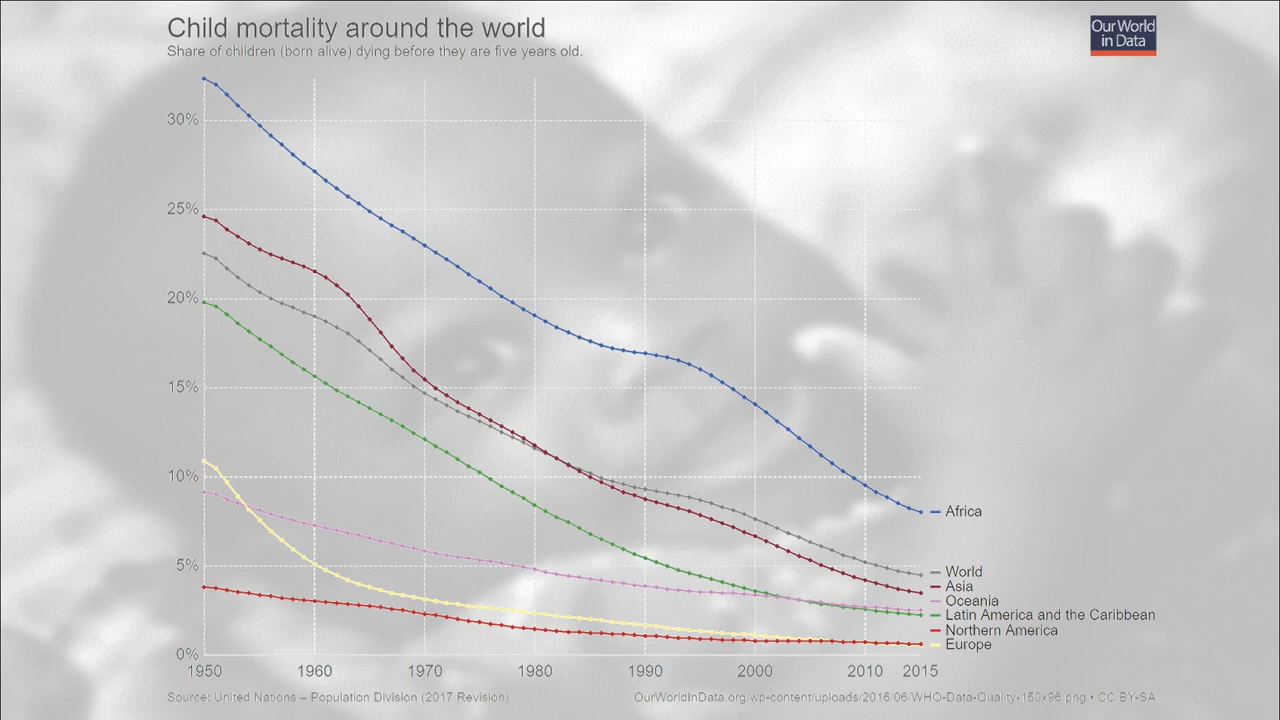 Child mortality around the world
Share of children (born alive) dying before they are five years old.
Our World
in Data
30%
25%
20%
15%
10%
5%
0%
Africa
World
Asia
Oceania
Latin America and the Caribbean
Northern America
Europe
1950 1960 1970 1980 1990 2000 2010 2015
Source: United Nations – Population Division (2017 Revision)
OurWorldInData.org/wp-content/uploads/2016/06/WHO-Data-Quality-150x96.png • CC BY-SA